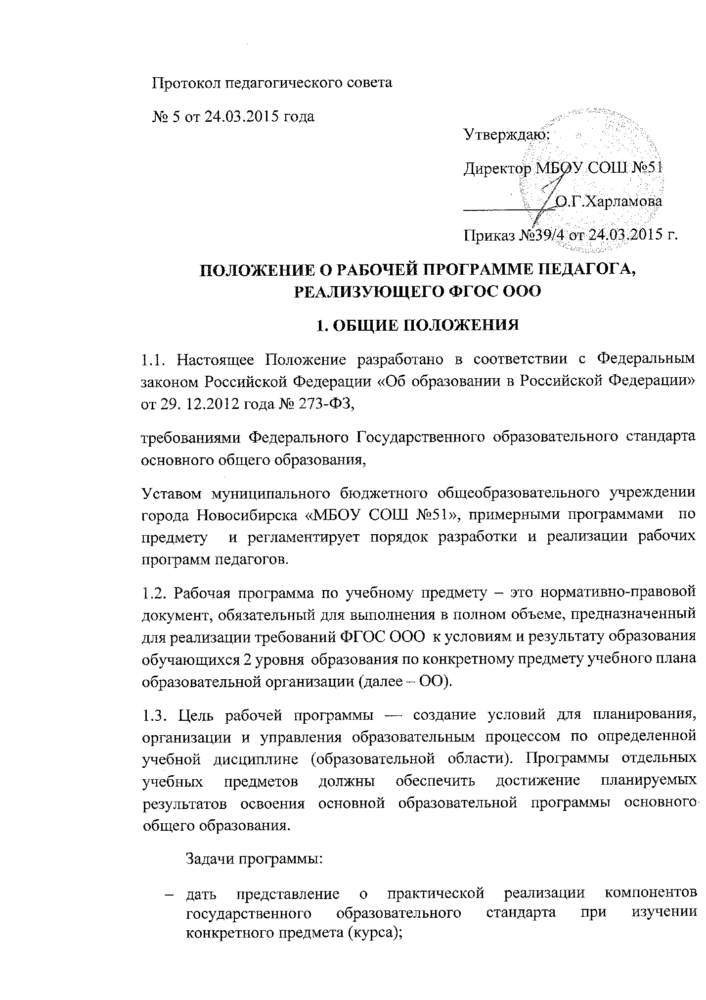 Протокол педагогического совета
№ 5 от 24.03.2015 года
Утверждаю:
Директор МБОУ СОШ №51
____________О.Г.Харламова
Приказ №39/4 от 24.03.2015 г.
ПОЛОЖЕНИЕ О РАБОЧЕЙ ПРОГРАММЕ ПЕДАГОГА,
РЕАЛИЗУЮЩЕГО ФГОС ООО
1. ОБЩИЕ ПОЛОЖЕНИЯ
1.1. Настоящее Положение разработано в соответствии с Федеральным
законом Российской Федерации «Об образовании в Российской Федерации»
от 29. 12.2012 года № 273-ФЗ,
требованиями Федерального Государственного образовательного стандарта
основного общего образования,
Уставом муниципального бюджетного общеобразовательного учреждении
города Новосибирска «МБОУ СОШ №51», примерными программами по
предмету и регламентирует порядок разработки и реализации рабочих
программ педагогов.
1.2. Рабочая программа по учебному предмету – это нормативно-правовой
документ, обязательный для выполнения в полном объеме, предназначенный
для реализации требований ФГОС ООО к условиям и результату образования
обучающихся 2 уровня образования по конкретному предмету учебного плана
образовательной организации (далее – ОО).
1.3. Цель рабочей программы — создание условий для планирования,
организации и управления образовательным процессом по определенной
учебной дисциплине (образовательной области). Программы отдельных
учебных предметов должны обеспечить достижение планируемых
результатов освоения основной образовательной программы основного
общего образования.
Задачи программы:
– дать представление о практической реализации компонентов
государственного образовательного стандарта при изучении
конкретного предмета (курса);